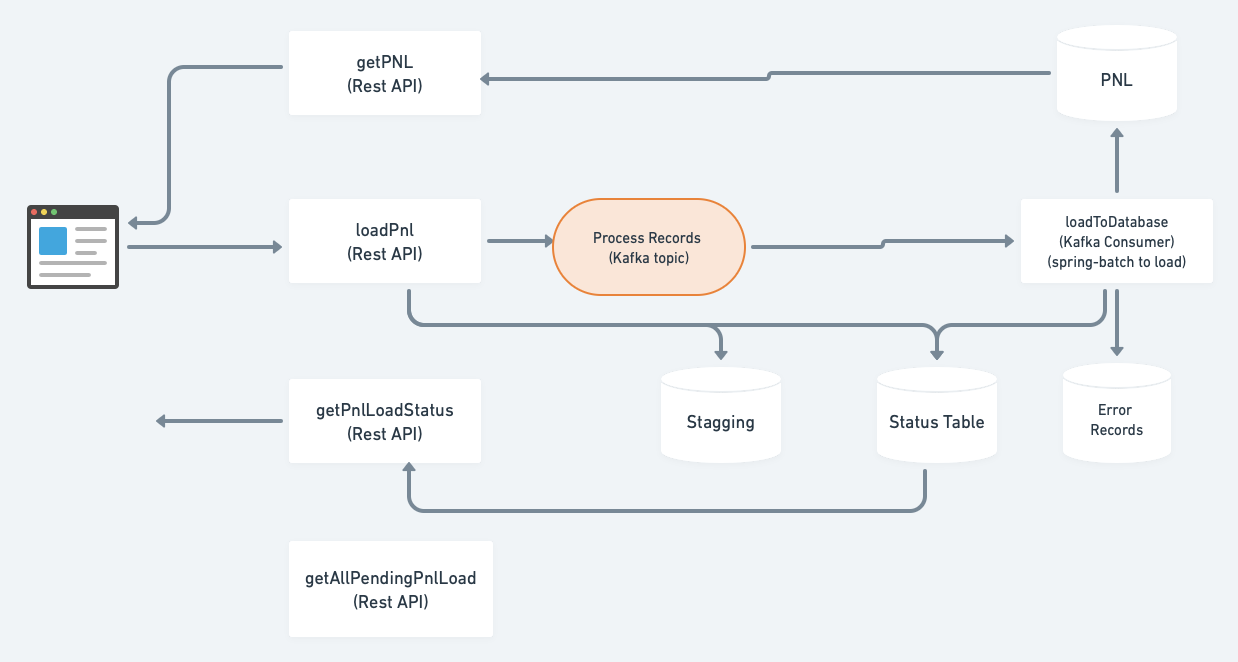 getPNL
(Rest API)
PNL
loadPnl
(Rest API)
Process Records
(Kafka topic)
loadToDatabase
(Kafka Consumer)
(spring-batch to load)
getPnlLoadStatus
(Rest API)
Stagging
Status Table
Error
Records
getAllPendingPnlLoad
(Rest API)